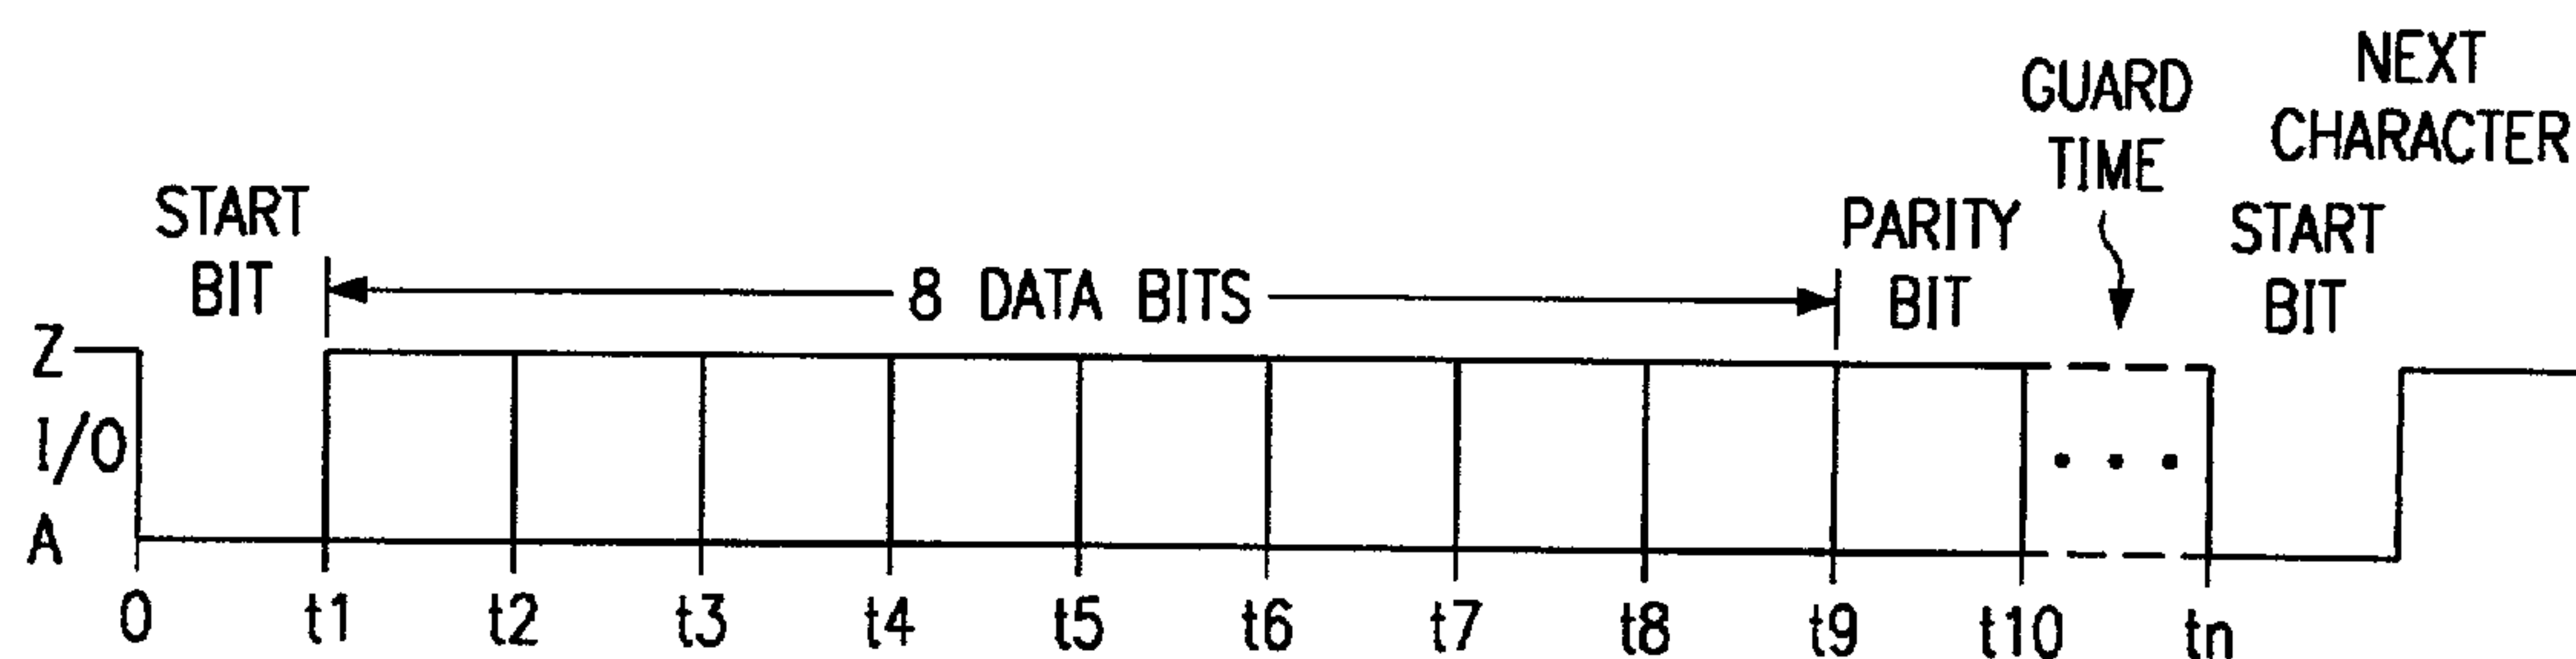 START
BIT
8 DATA BITS
PARITY
BIT
GUARD
TIME
NEXT
CHARACTER
START
BIT
Z
I/O
A
0 t1 t2 t3 t4 t5 t6 t7 t8 t9 t10 tn